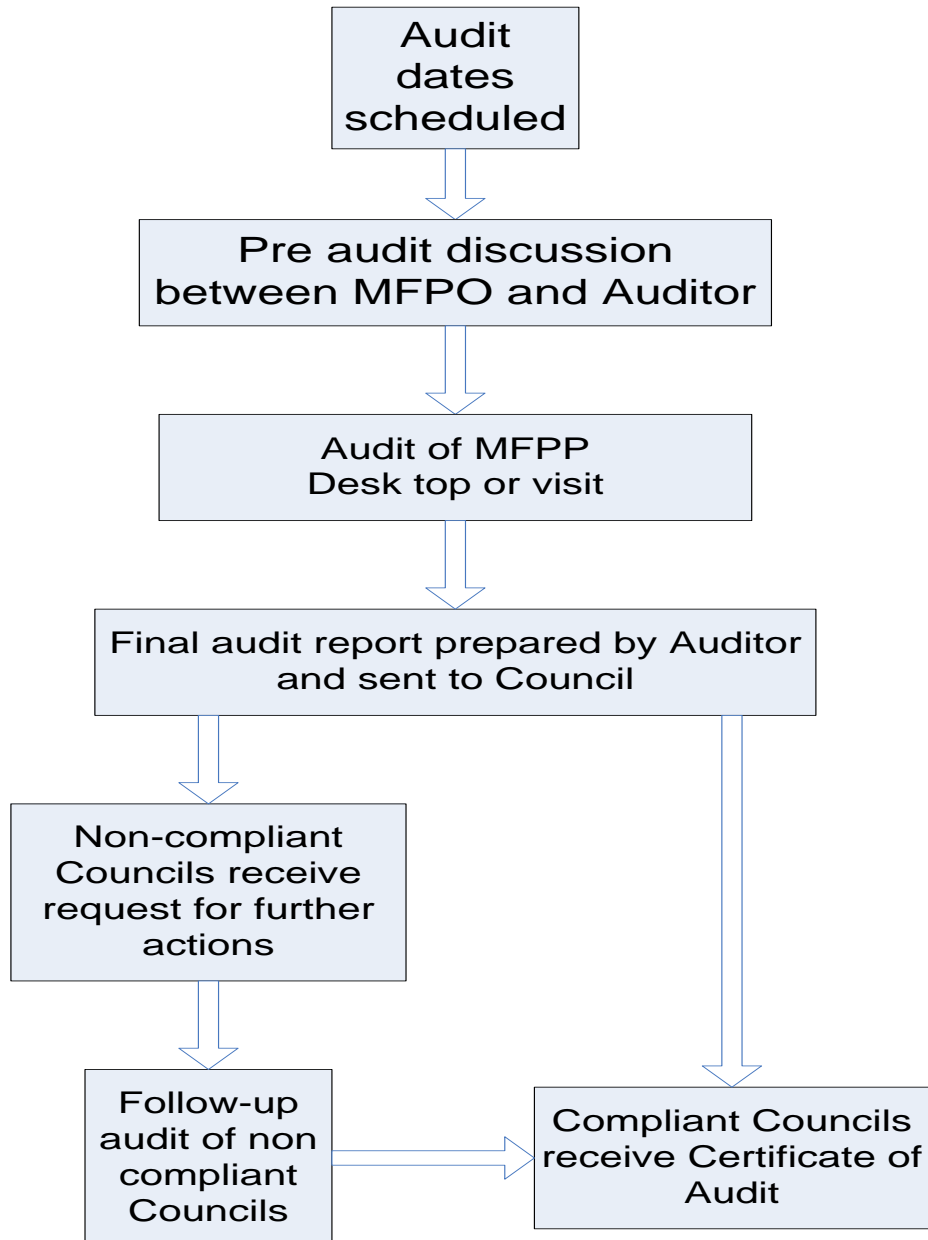 Audit
dates
scheduled
Pre audit discussion
between MFPO and Auditor
Audit of MFPP
Desk top or visit
Final audit report prepared by Auditor
and sent to Council
Non-compliant
Councils receive
request for further
actions
Follow-up
audit of non
compliant
Councils
Compliant Councils
receive Certificate of
Audit